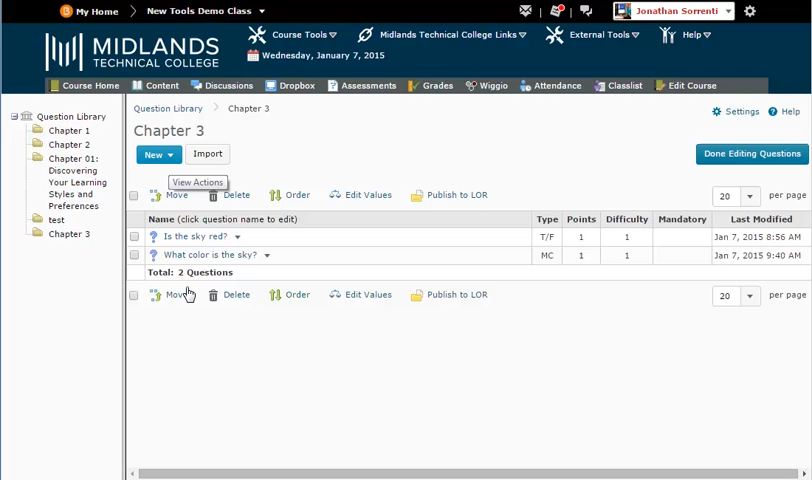 My Home New Tools Demo Class Jonathan Sorrenti
MIDLANDS
TECHNICAL COLLEGE
Course Tools Midlands Technical College Links External Tools Help
Wednesday, January 7, 2015
Course Home Content Discussions Dropbox Assessments Grades Wiggio Attendance Classlist Edit Course
Question Library
Chapter 1
Chapter 2
Chapter 01:
Discovering
Your Learning
Styles and
Preferences
test
Chapter 3
Question Library Chapter 3
Settings Help
Chapter 3
New Import Done Editing Questions
View Actions
Move Delete Order Edit Values Publish to LOR 20 per page
Name (click question name to edit) Type Points Difficulty Mandatory Last Modified
Is the sky red? T/F 1 1 Jan 7, 2015 8:56 AM
What color is the sky? MC 1 1 Jan 7, 2015 9:40 AM
Total: 2 Questions
Move Delete Order Edit Values Publish to LOR 20 per page